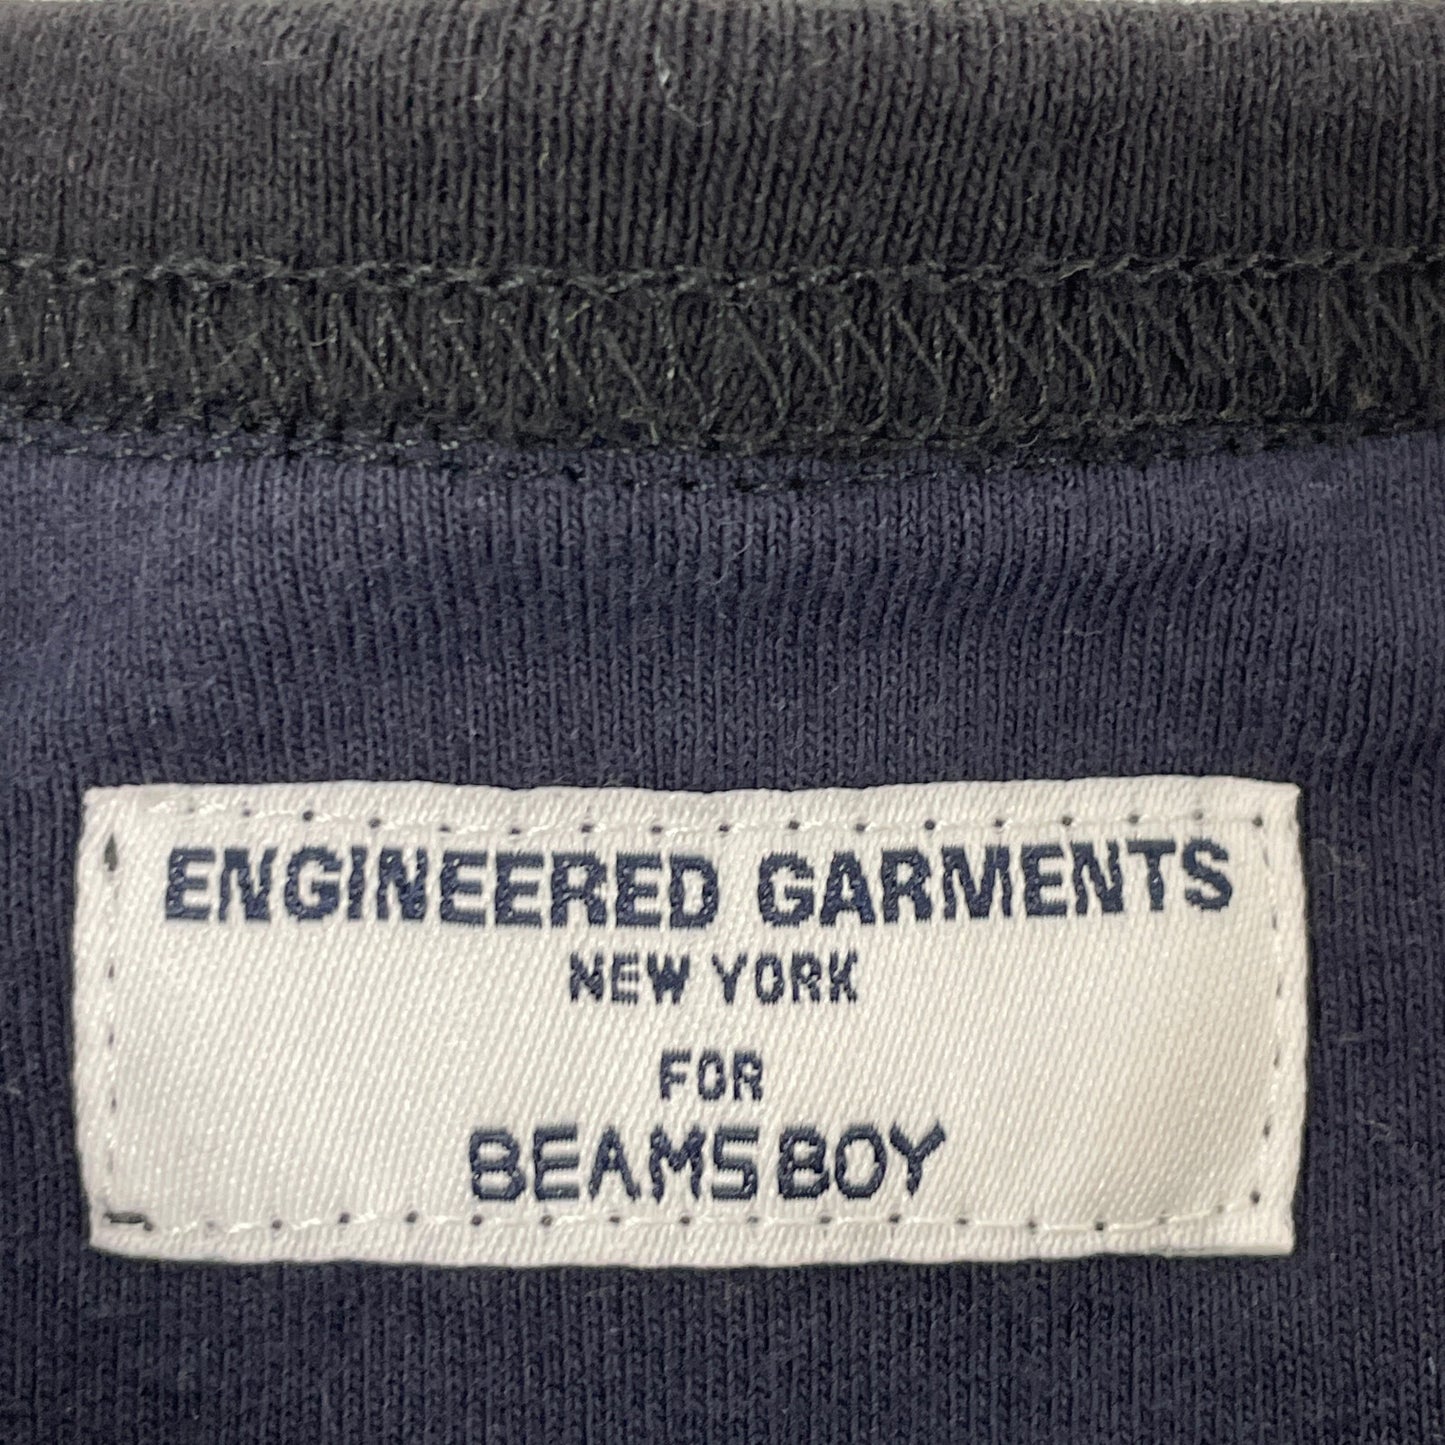 ENGINEERED GARMENTS
NEW YORK
FOR
BEAMS BOY